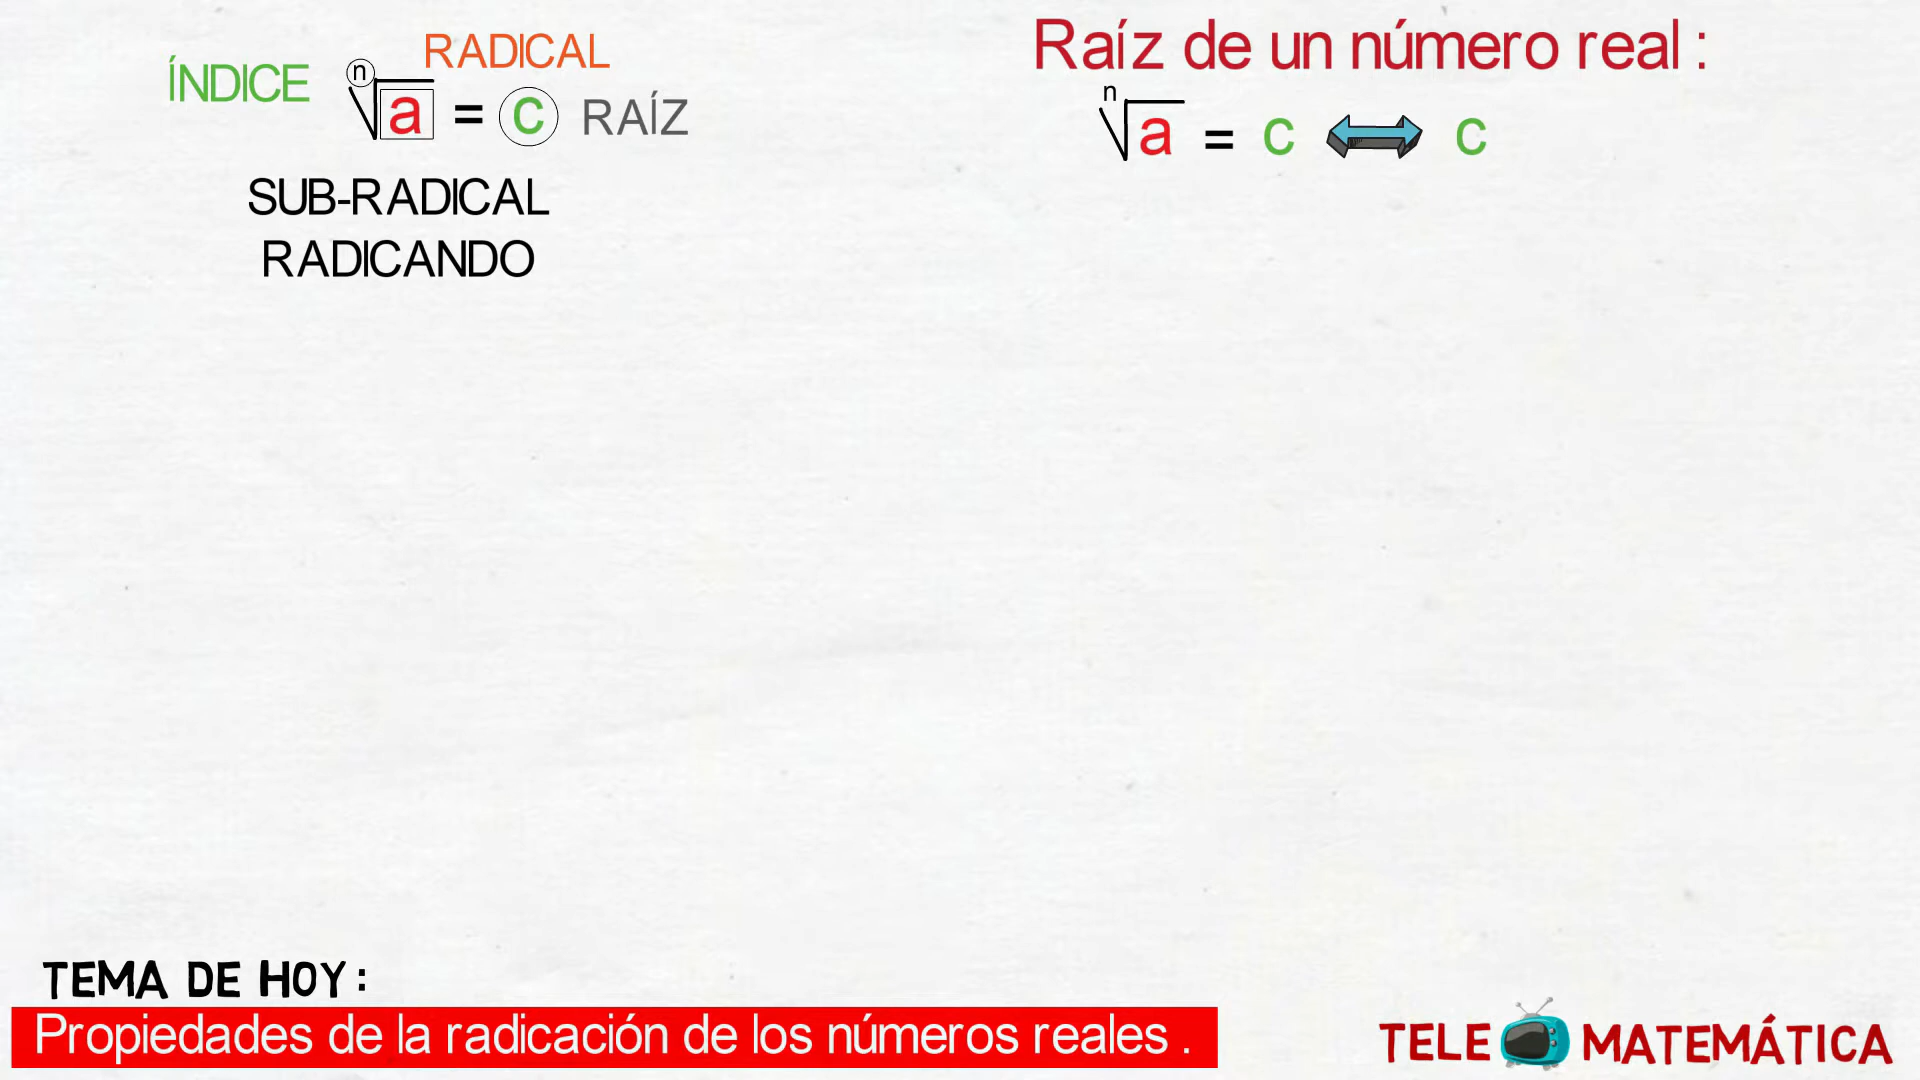 RADICAL
ÍNDICE n√a = c RAÍZ
SUB-RADICAL
RADICANDO
Raíz de un número real :
n√a = c ⟺ c
TEMA DE HOY :
Propiedades de la radicación de los números reales .
TELE MATEMÁTICA